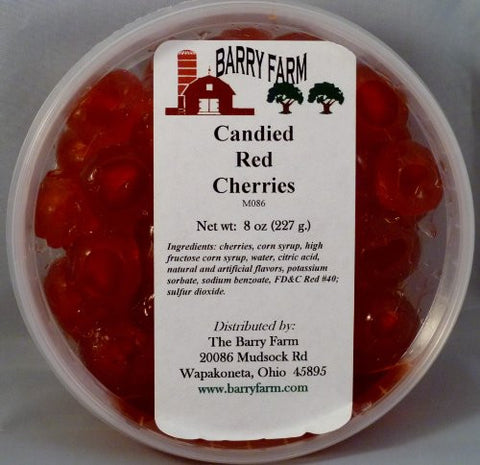 BARRY FARM
Candied
Red
Cherries
M086
Net wt: 8 oz (227 g.)
Ingredients: cherries, corn syrup, high
fructose corn syrup, water, citric acid,
natural and artificial flavors, potassium
sorbate, sodium benzoate, FD&C Red #40;
sulfur dioxide.
Distributed by:
The Barry Farm
20086 Mudsock Rd
Wapakoneta, Ohio 45895
www.barryfarm.com